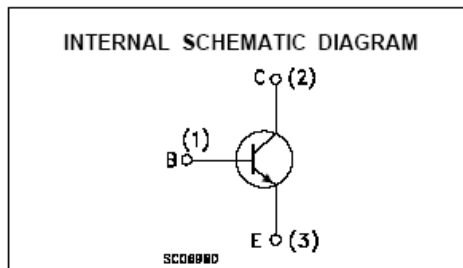 INTERNAL SCHEMATIC DIAGRAM
C (2)
(1)
B
E (3)
SC06960